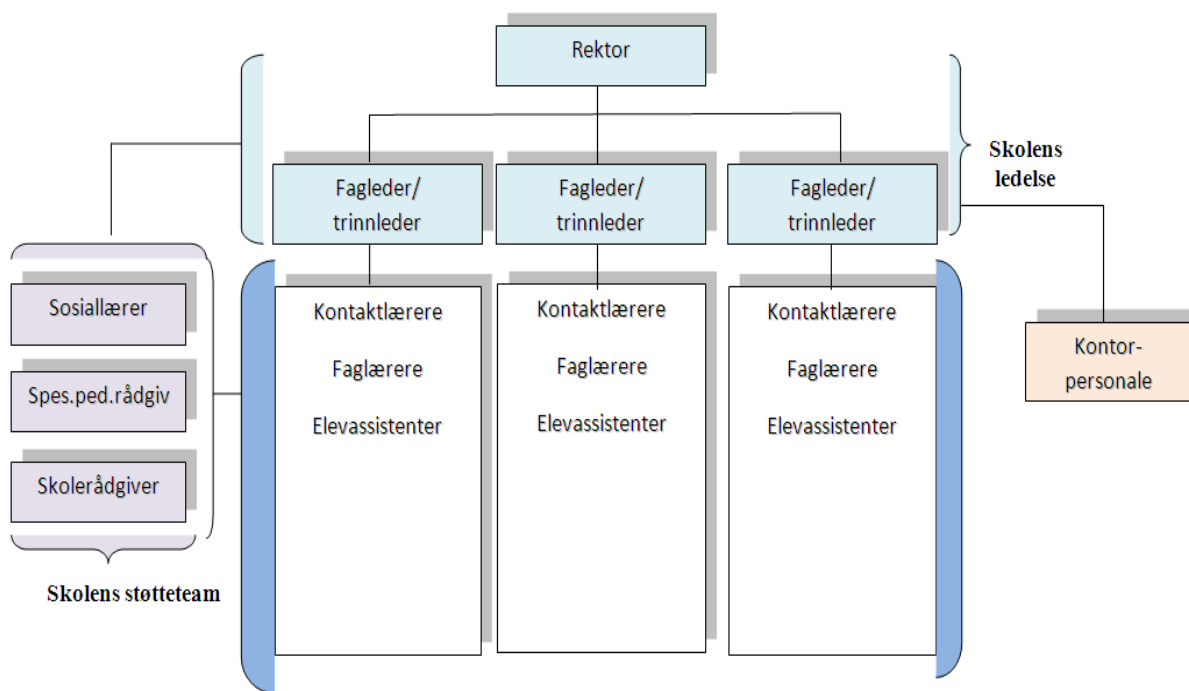 Rektor
Fagleder/
trinnleder
Fagleder/
trinnleder
Fagleder/
trinnleder
Skolens
ledelse
Sosiallærer
Spes.ped.rådgiv
Skolerådgiver
Skolens støtteteam
Kontaktlærere
Faglærere
Elevassistenter
Kontaktlærere
Faglærere
Elevassistenter
Kontaktlærere
Faglærere
Elevassistenter
Kontor-
personale